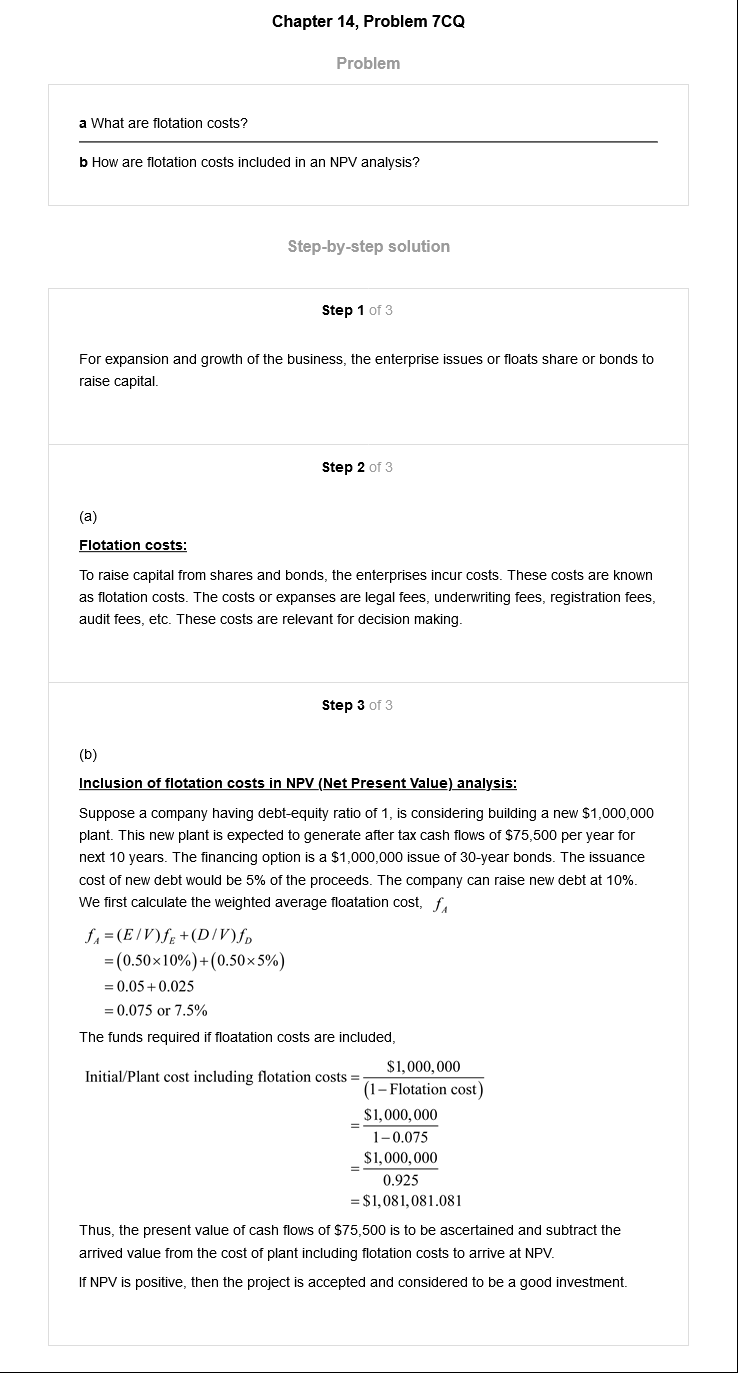 Chapter 14, Problem 7CQ
Problem
a What are flotation costs?
b How are flotation costs included in an NPV analysis?
Step-by-step solution
Step 1 of 3
For expansion and growth of the business, the enterprise issues or floats share or bonds to
raise capital.
Step 2 of 3
(a)
Flotation costs:
To raise capital from shares and bonds, the enterprises incur costs. These costs are known
as flotation costs. The costs or expanses are legal fees, underwriting fees, registration fees,
audit fees, etc. These costs are relevant for decision making.
Step 3 of 3
(b)
Inclusion of flotation costs in NPV (Net Present Value) analysis:
Suppose a company having debt-equity ratio of 1, is considering building a new $1,000,000
plant. This new plant is expected to generate after tax cash flows of $75,500 per year for
next 10 years. The financing option is a $1,000,000 issue of 30-year bonds. The issuance
cost of new debt would be 5% of the proceeds. The company can raise new debt at 10%.
We first calculate the weighted average floatation cost, f_A
f_A = (E/V)f_E + (D/V)f_D
= (0.50×10%) + (0.50×5%)
= 0.05 + 0.025
= 0.075 or 7.5%
The funds required if floatation costs are included,
Initial/Plant cost including flotation costs = $1,000,000 / (1 − Flotation cost)
= $1,000,000 / 1 − 0.075
= $1,000,000 / 0.925
= $1,081,081.081
Thus, the present value of cash flows of $75,500 is to be ascertained and subtract the
arrived value from the cost of plant including flotation costs to arrive at NPV.
If NPV is positive, then the project is accepted and considered to be a good investment.